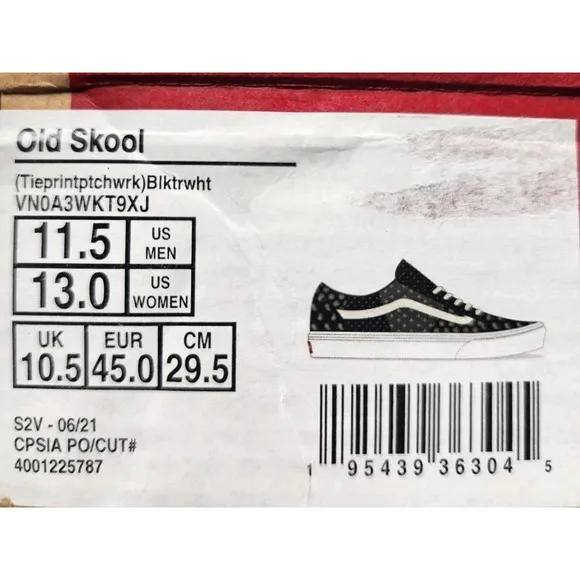 Old Skool
(Tieprintptchwrk)Blktrwht
VN0A3WKT9XJ
11.5 US MEN
13.0 US WOMEN
UK EUR CM
10.5 45.0 29.5
S2V - 06/21
CPSIA PO/CUT#
4001225787
1 95439 36304 5